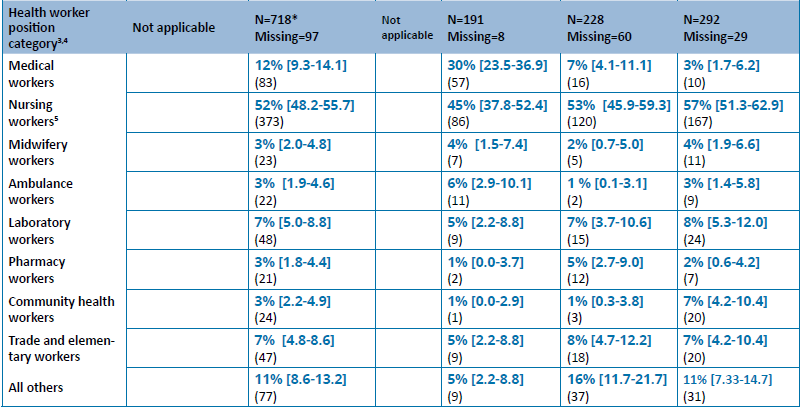 Health worker position category³,⁴ Not applicable N=718* Missing=97 Not applicable N=191 Missing=8 N=228 Missing=60 N=292 Missing=29
Medical workers 12% [9.3-14.1] (83) 30% [23.5-36.9] (57) 7% [4.1-11.1] (16) 3% [1.7-6.2] (10)
Nursing workers⁵ 52% [48.2-55.7] (373) 45% [37.8-52.4] (86) 53% [45.9-59.3] (120) 57% [51.3-62.9] (167)
Midwifery workers 3% [2.0-4.8] (23) 4% [1.5-7.4] (7) 2% [0.7-5.0] (5) 4% [1.9-6.6] (11)
Ambulance workers 3% [1.9-4.6] (22) 6% [2.9-10.1] (11) 1 % [0.1-3.1] (2) 3% [1.4-5.8] (9)
Laboratory workers 7% [5.0-8.8] (48) 5% [2.2-8.8] (9) 7% [3.7-10.6] (15) 8% [5.3-12.0] (24)
Pharmacy workers 3% [1.8-4.4] (21) 1% [0.0-3.7] (2) 5% [2.7-9.0] (12) 2% [0.6-4.2] (7)
Community health workers 3% [2.2-4.9] (24) 1% [0.0-2.9] (1) 1% [0.3-3.8] (3) 7% [4.2-10.4] (20)
Trade and elemen-tary workers 7% [4.8-8.6] (47) 5% [2.2-8.8] (9) 8% [4.7-12.2] (18) 7% [4.2-10.4] (20)
All others 11% [8.6-13.2] (77) 5% [2.2-8.8] (9) 16% [11.7-21.7] (37) 11% [7.33-14.7] (31)